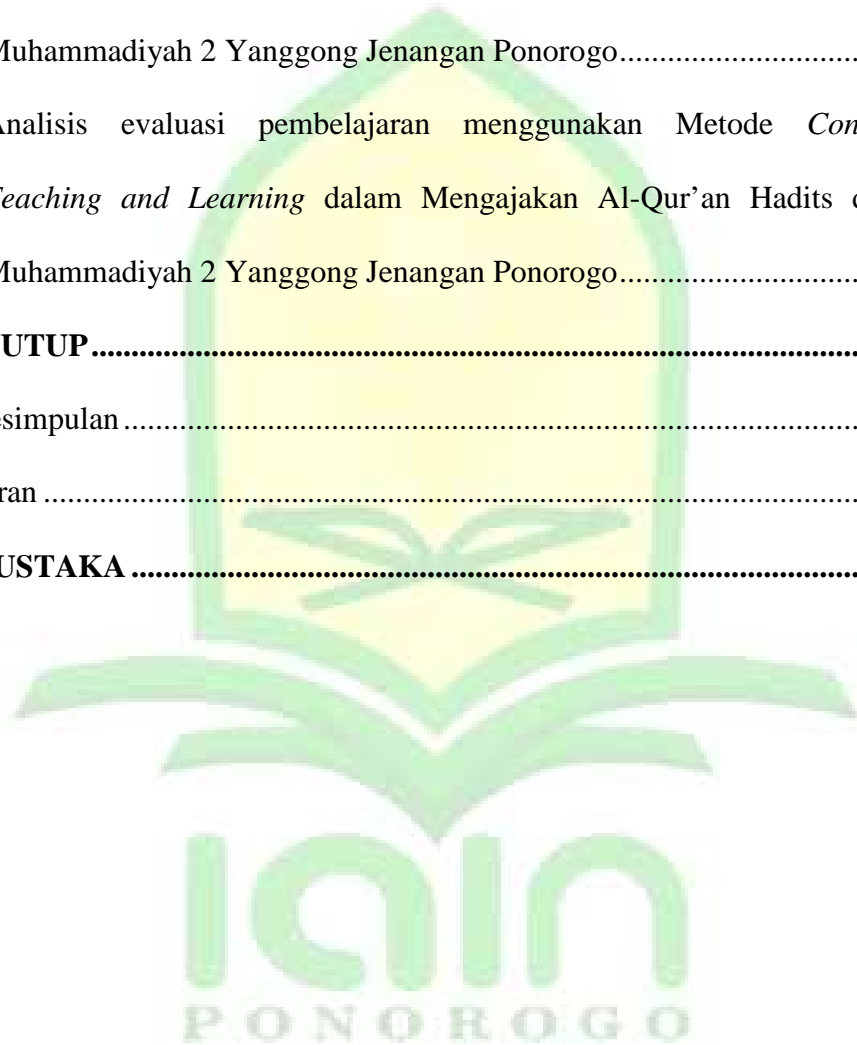 Muhammadiyah 2 Yanggong Jenangan Ponorogo..............................
Analisis evaluasi pembelajaran menggunakan Metode Con
Teaching and Learning dalam Mengajakan Al-Qur'an Hadits d
Muhammadiyah 2 Yanggong Jenangan Ponorogo..............................
UTUP................................................................................................
esimpulan............................................................................................
ran......................................................................................................
USTAKA...........................................................................................
iain
PONOROGO